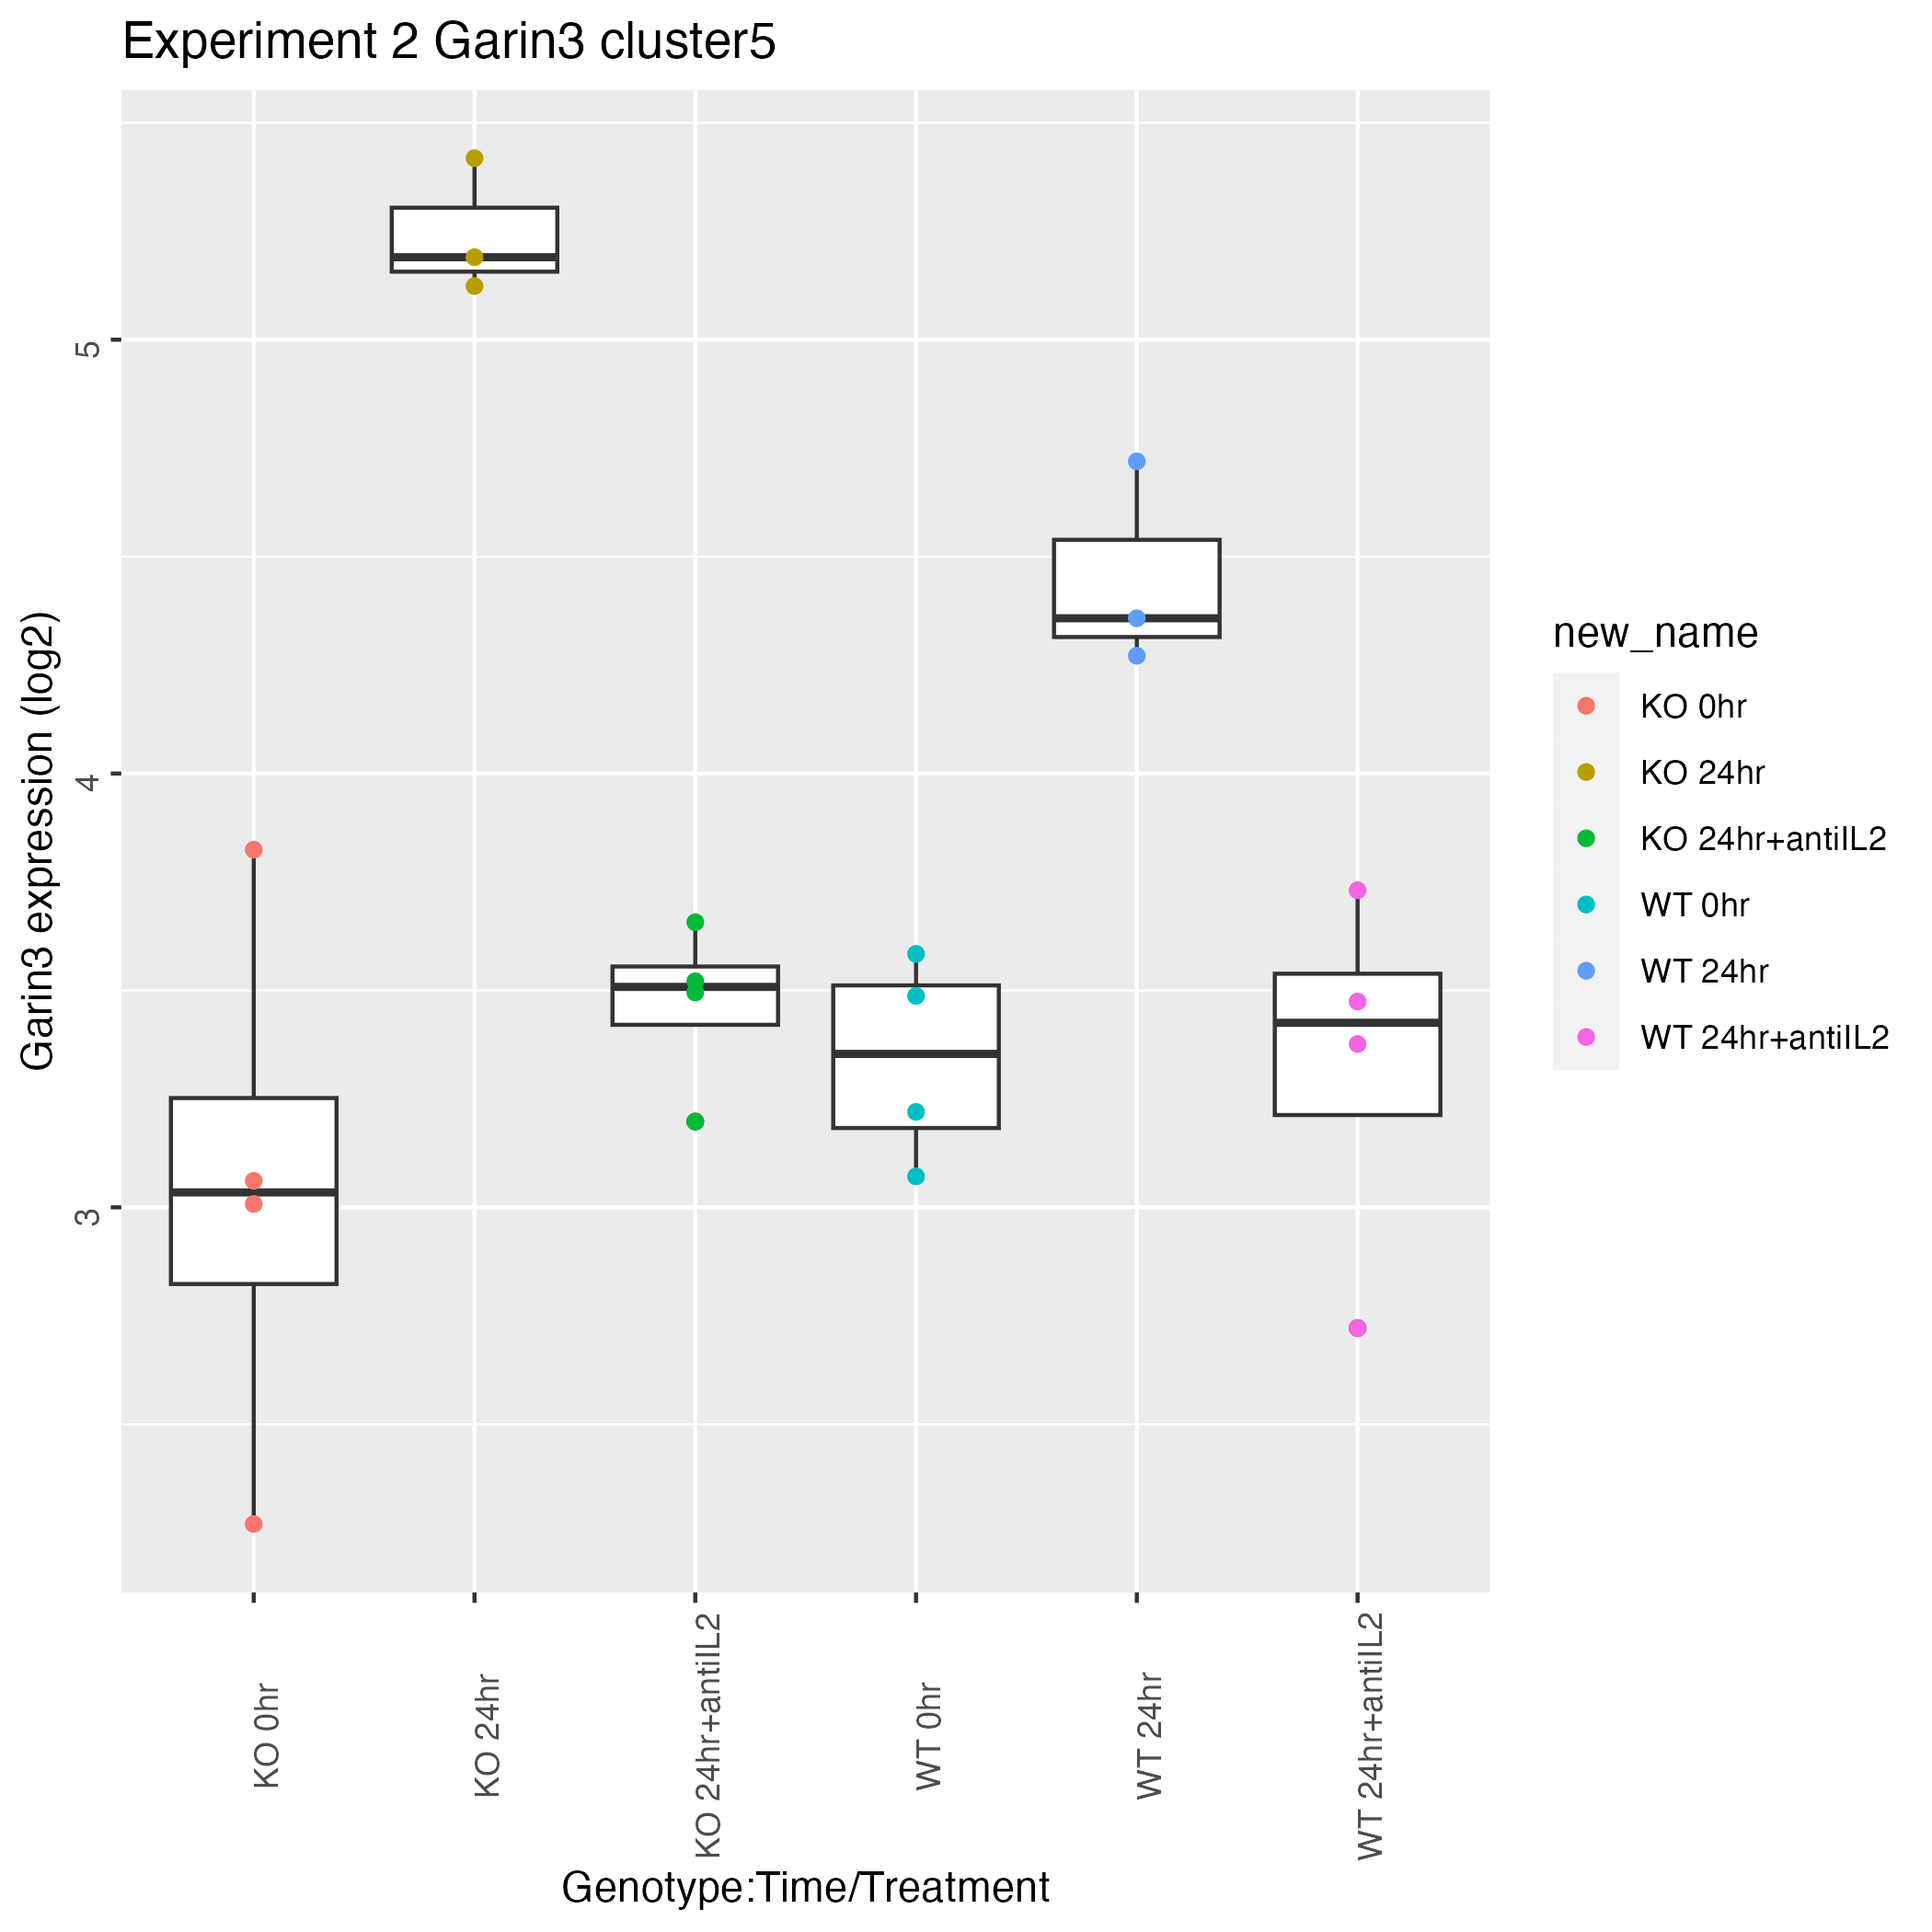 Experiment 2 Garin3 cluster5
Garin3 expression (log2)
5
4
3
KO 0hr
KO 24hr
KO 24hr+antiIL2
WT 0hr
WT 24hr
WT 24hr+antiIL2
Genotype:Time/Treatment
new_name
KO 0hr
KO 24hr
KO 24hr+antiIL2
WT 0hr
WT 24hr
WT 24hr+antiIL2